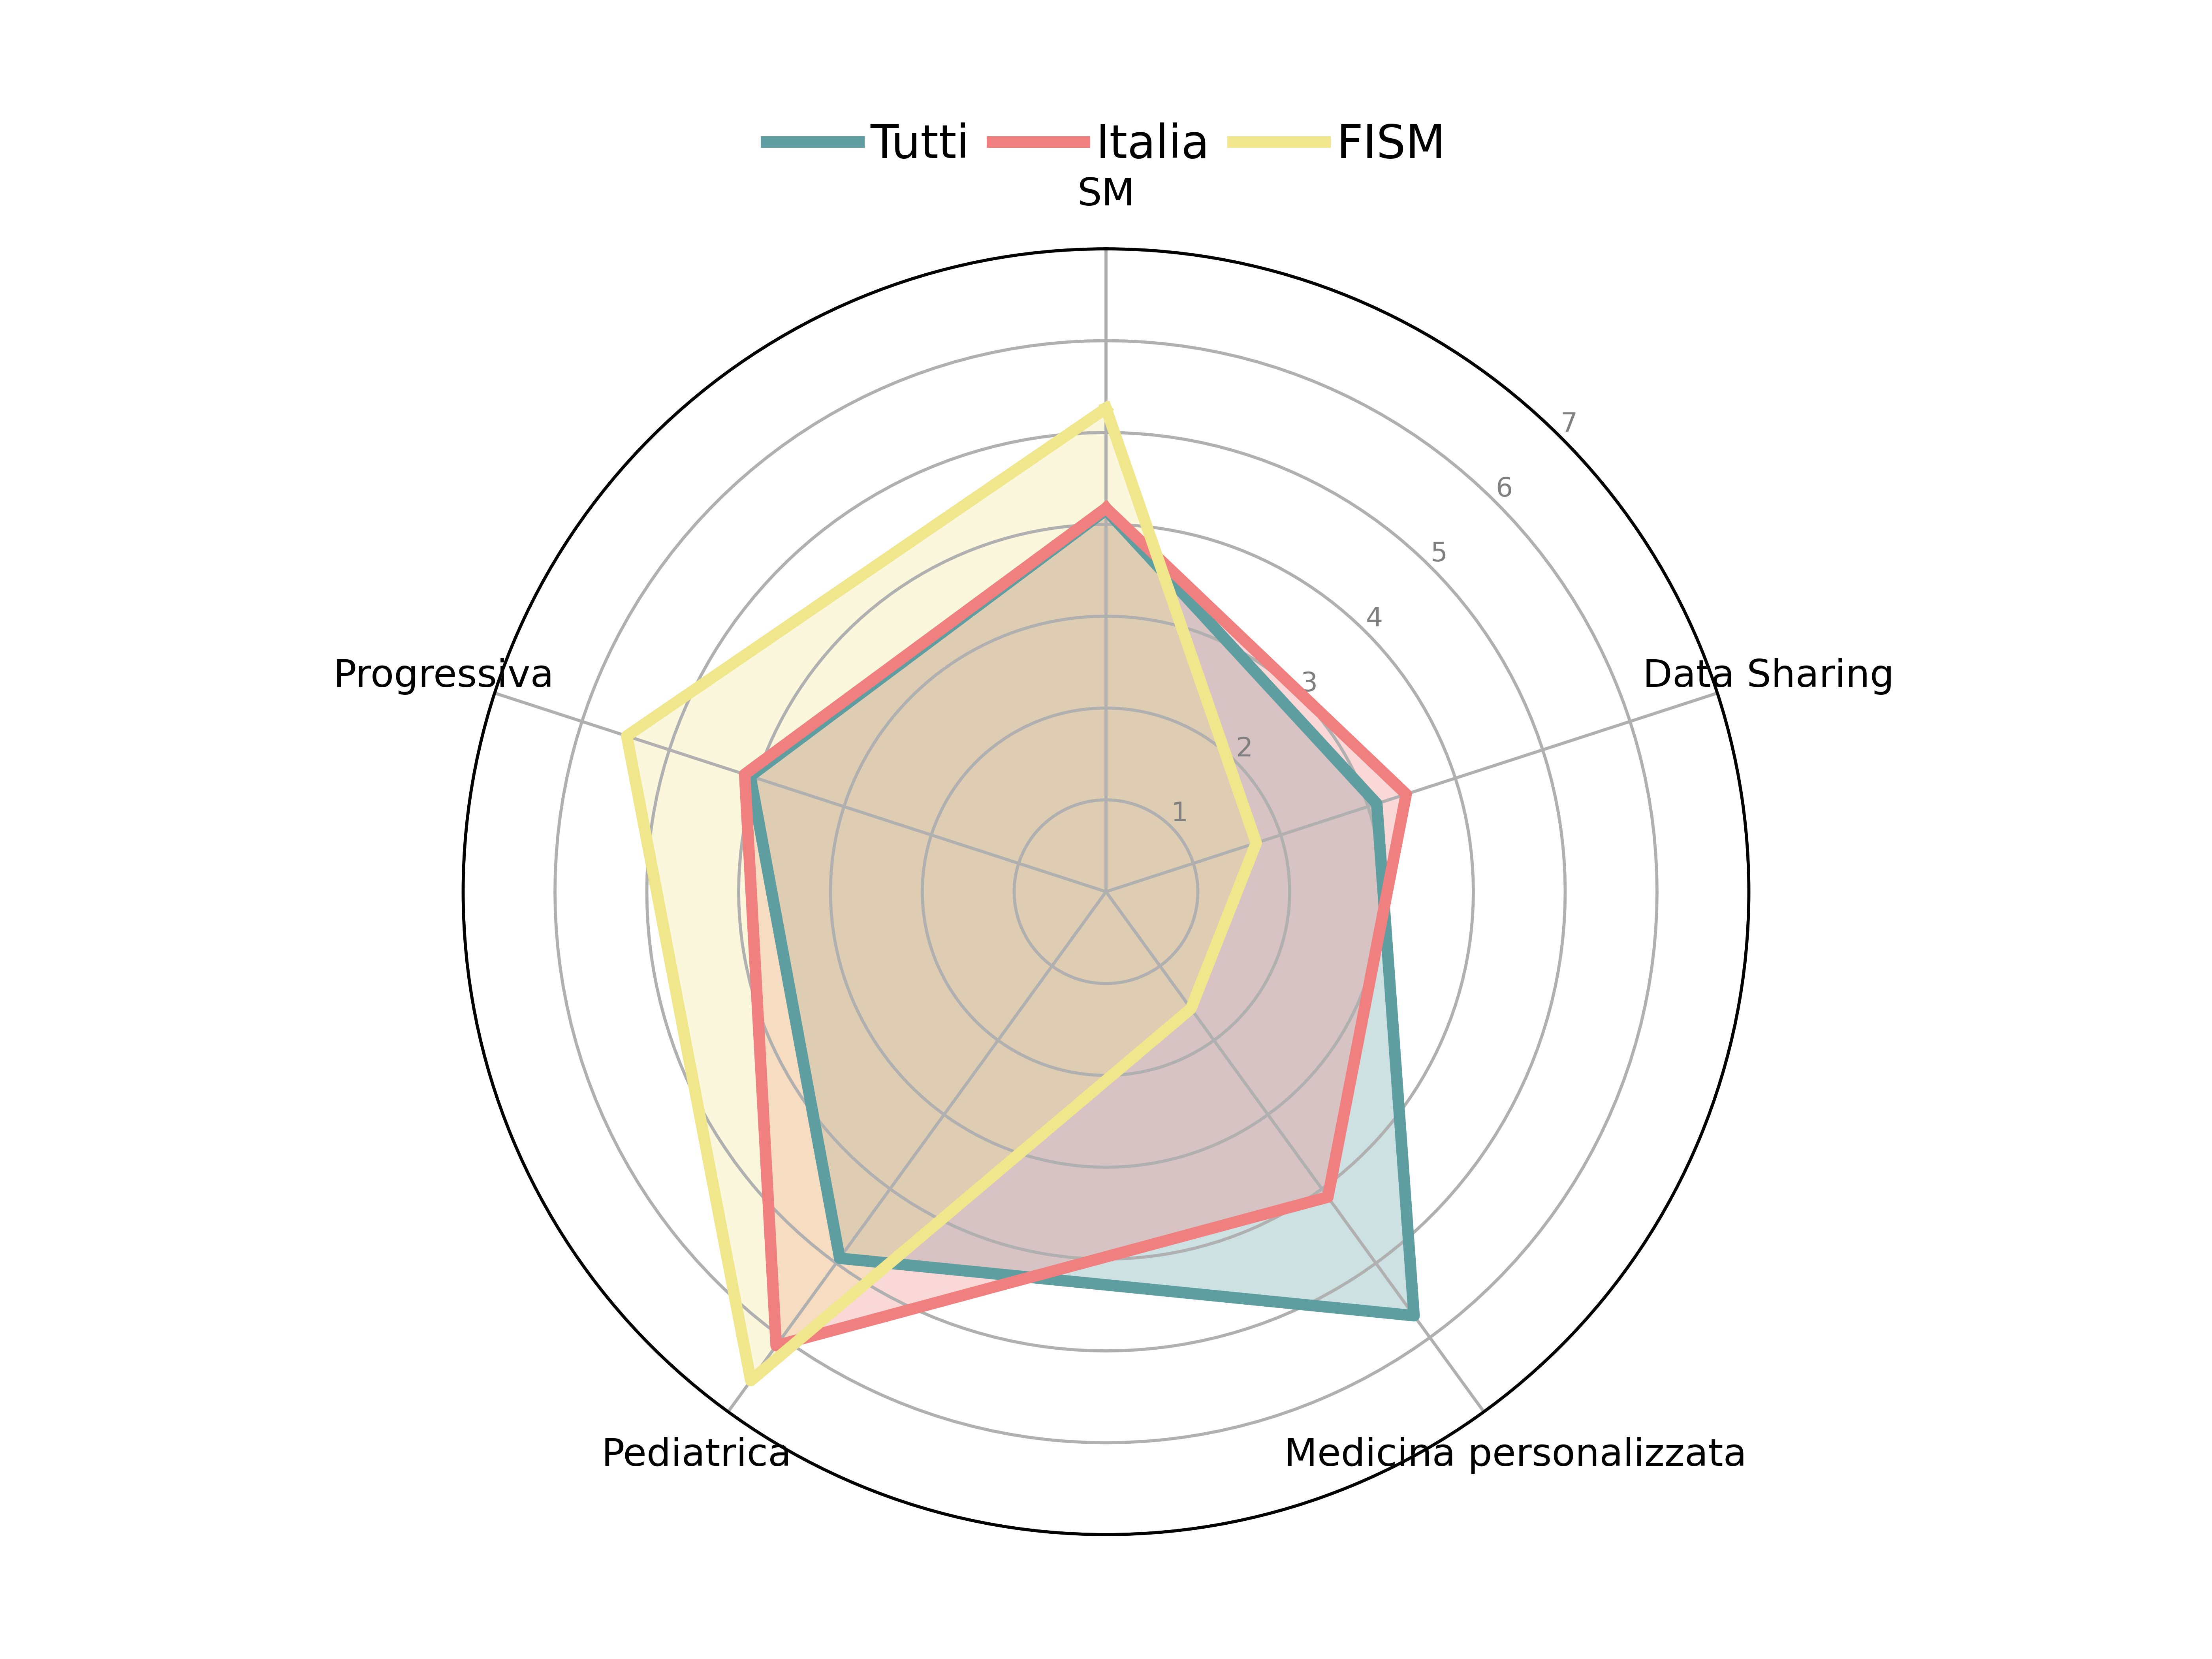 Tutti Italia FISM
SM
7
6
5
4
3
Progressiva
Data Sharing
2
1
Pediatrica
Medicina personalizzata